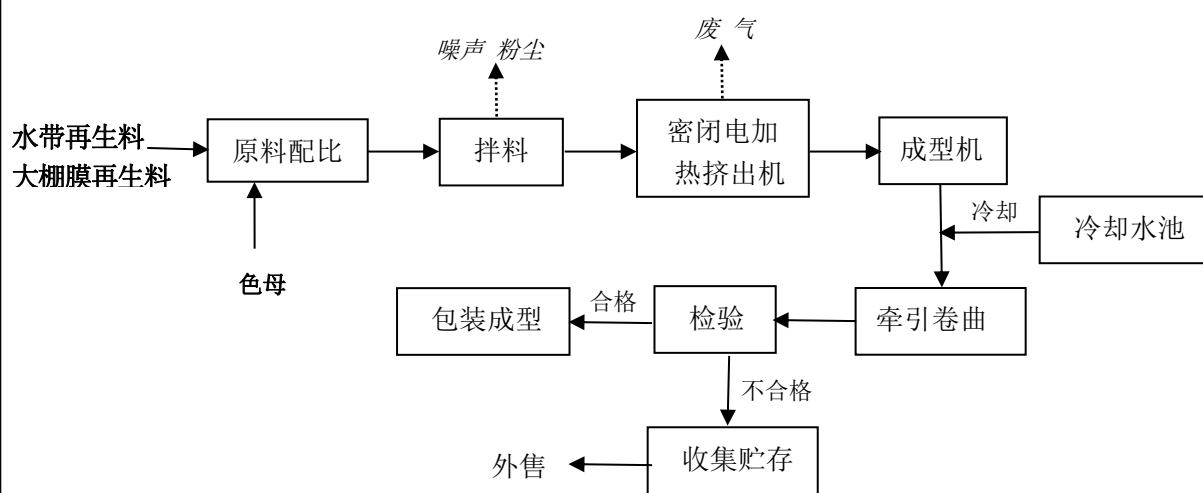 废 气
噪声 粉尘
水带再生料
大棚膜再生料
原料配比
拌料
密闭电加
热挤出机
成型机
冷却
冷却水池
色母
包装成型
合格
检验
牵引卷曲
不合格
外售
收集贮存